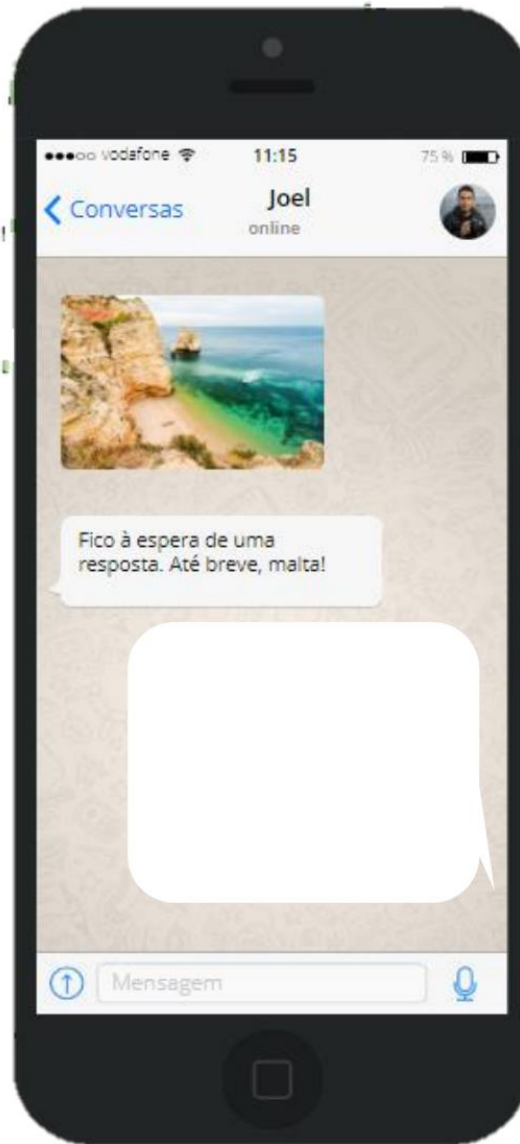 vodafone
11:15
75 %
Conversas
Joel
online
Fico à espera de uma
resposta. Até breve, malta!
Mensagem